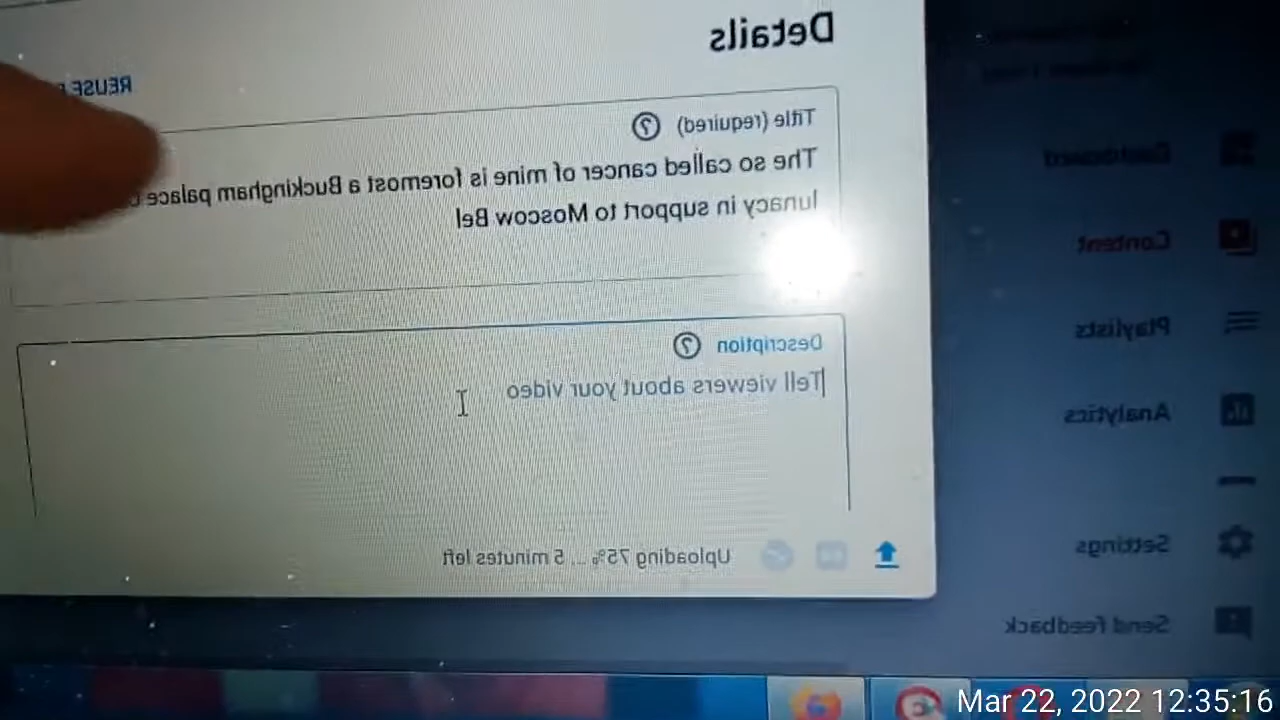 Details
REUSE
Title (required)
The so called cancer of mine is foremost a Buckingham palace
lunacy in support to Moscow Bel
Description
Tell viewers about your video
Uploading 75% ... 5 minutes left
Dashboard
Content
Playlists
Analytics
Settings
Send feedback
Mar 22, 2022 12:35:16